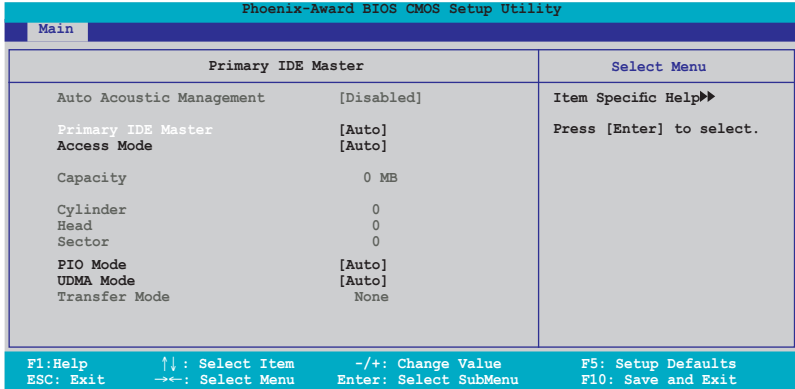 Phoenix-Award BIOS CMOS Setup Utility
Main
Primary IDE Master
Select Menu
Auto Acoustic Management [Disabled]
Primary IDE Master [Auto]
Access Mode [Auto]
Capacity 0 MB
Cylinder 0
Head 0
Sector 0
PIO Mode [Auto]
UDMA Mode [Auto]
Transfer Mode None
Item Specific Help▶▶
Press [Enter] to select.
F1:Help ↑↓: Select Item -/+: Change Value F5: Setup Defaults
ESC: Exit →←: Select Menu Enter: Select SubMenu F10: Save and Exit